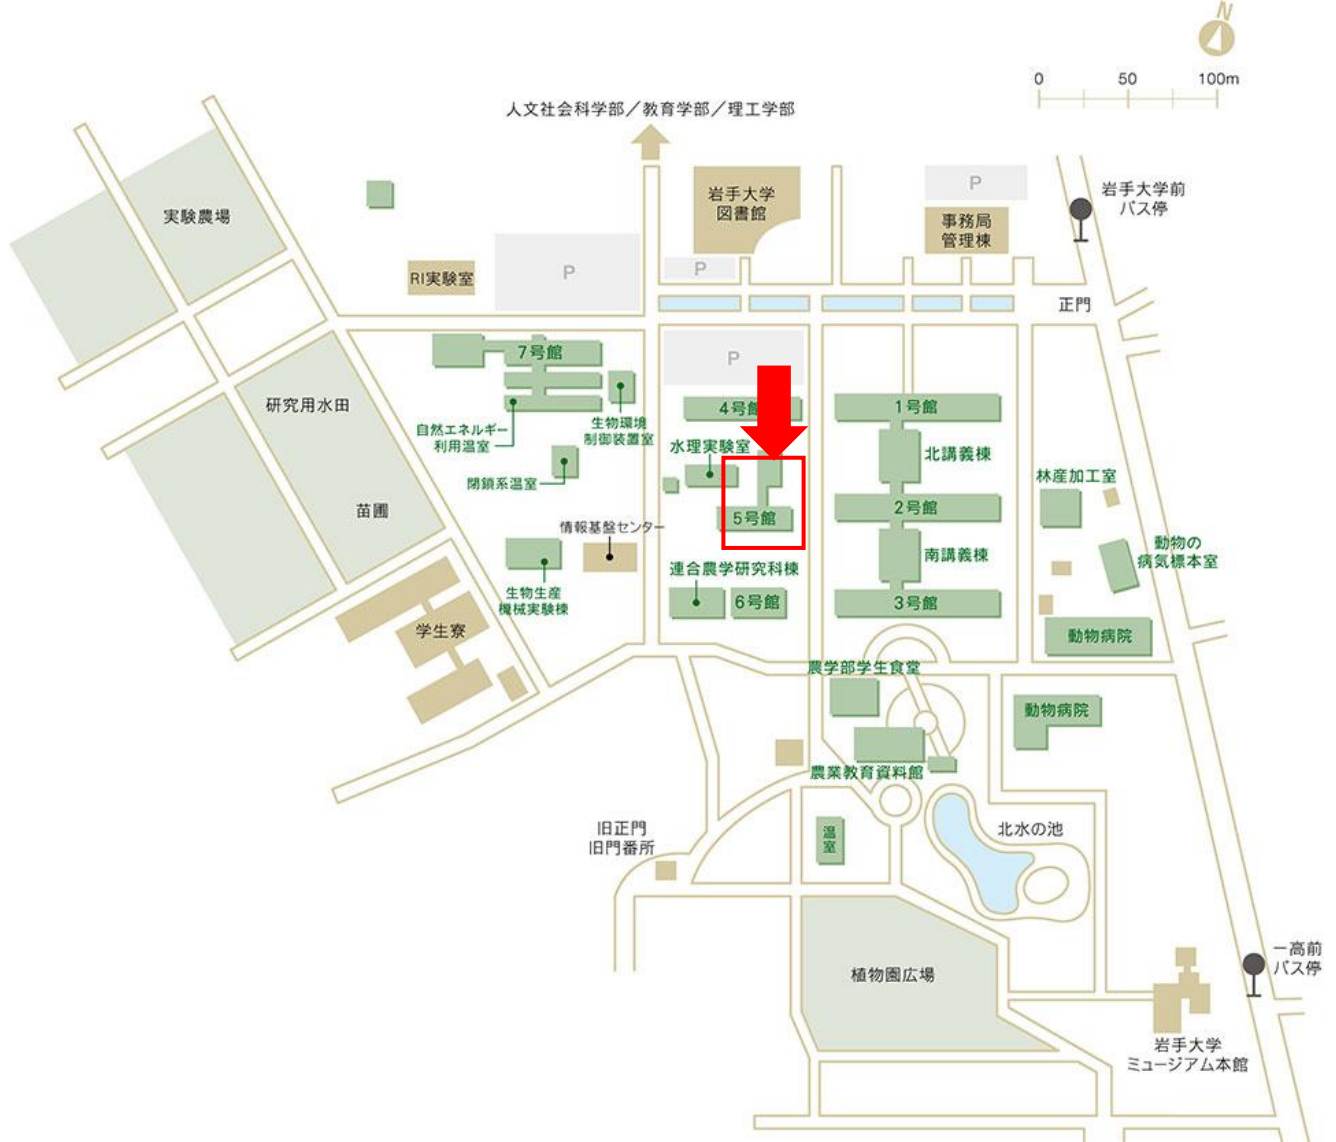 N
0 50 100m
人文社会科学部／教育学部／理工学部
岩手大学
図書館
P
事務局
管理棟
岩手大学前
バス停
実験農場
RI実験室
P
P
正門
7号館
P
研究用水田
自然エネルギー
利用温室
生物環境
制御装置室
4号館
1号館
水理実験室
北講義棟
閉鎖系温室
林産加工室
苗圃
情報基盤センター
5号館
2号館
動物の
病気標本室
南講義棟
連合農学研究科棟
生物生産
機械実験棟
6号館
3号館
学生寮
動物病院
農学部学生食堂
動物病院
農業教育資料館
旧正門
旧門番所
温
室
北水の池
植物園広場
一高前
バス停
岩手大学
ミュージアム本館